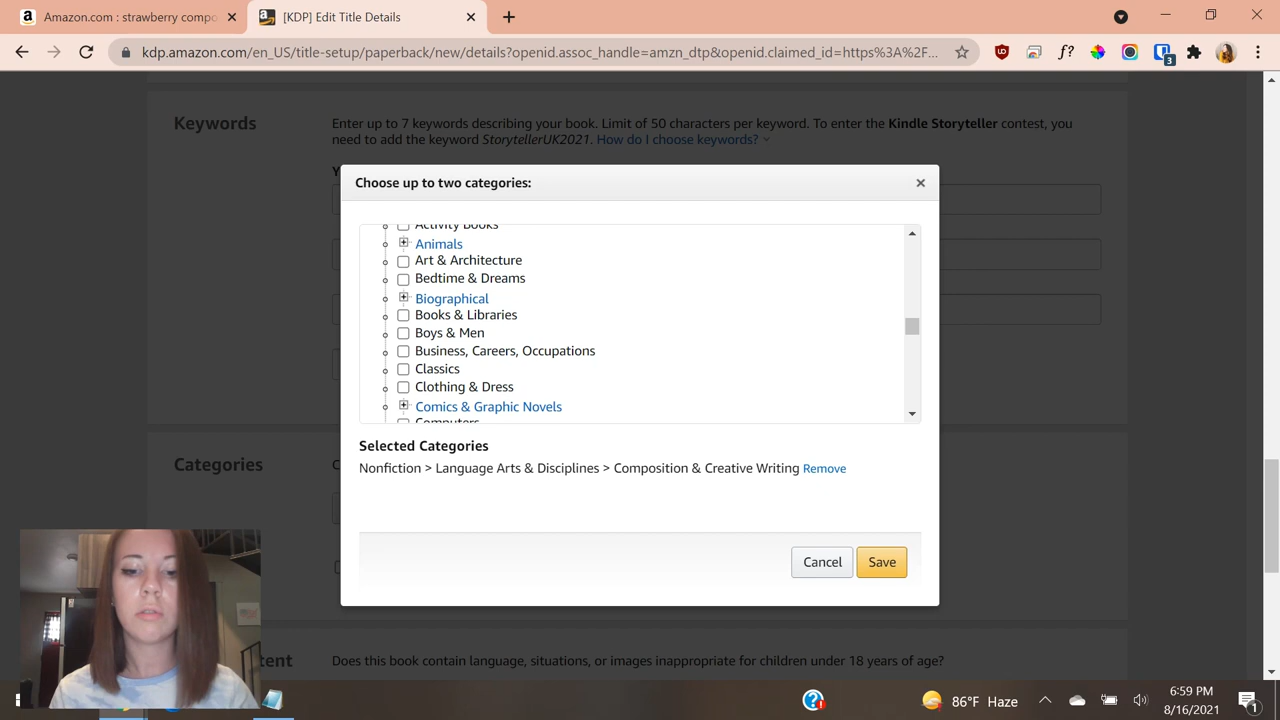 Amazon.com : strawberry compo
[KDP] Edit Title Details
kdp.amazon.com/en_US/title-setup/paperback/new/details?openid.assoc_handle=amzn_dtp&openid.claimed_id=https%3A%2F...
f?
3
Keywords
Enter up to 7 keywords describing your book. Limit of 50 characters per keyword. To enter the Kindle Storyteller contest, you
need to add the keyword StorytellerUK2021. How do I choose keywords?
Choose up to two categories:
Activity Books
Animals
Art & Architecture
Bedtime & Dreams
Biographical
Books & Libraries
Boys & Men
Business, Careers, Occupations
Classics
Clothing & Dress
Comics & Graphic Novels
Computers
Selected Categories
Nonfiction > Language Arts & Disciplines > Composition & Creative Writing Remove
Categories
Cancel
Save
tent
Does this book contain language, situations, or images inappropriate for children under 18 years of age?
86°F Haze
6:59 PM
8/16/2021
1